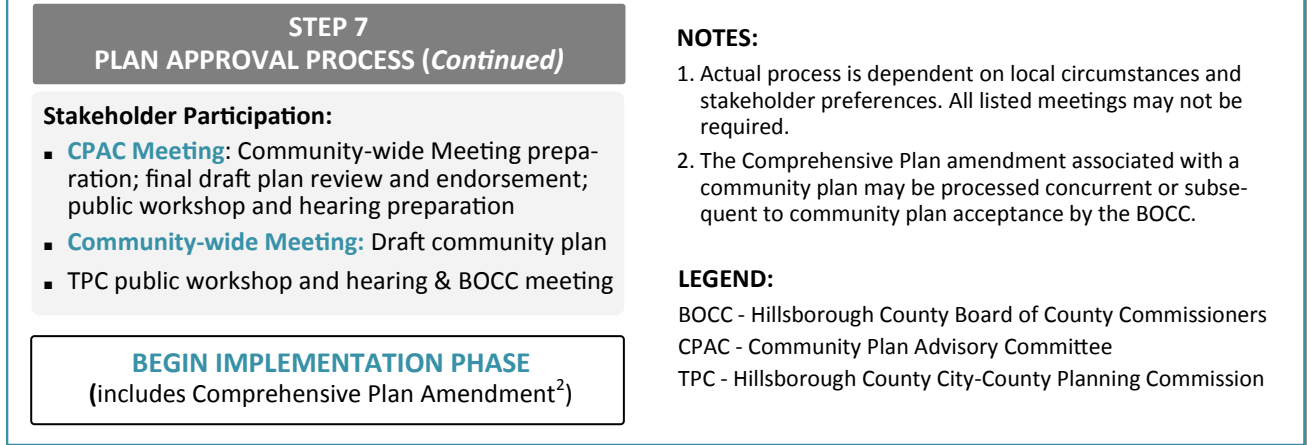 STEP 7
PLAN APPROVAL PROCESS (Continued)
Stakeholder Participation:
▪ CPAC Meeting: Community-wide Meeting prepa-
ration; final draft plan review and endorsement;
public workshop and hearing preparation
▪ Community-wide Meeting: Draft community plan
▪ TPC public workshop and hearing & BOCC meeting
BEGIN IMPLEMENTATION PHASE
(includes Comprehensive Plan Amendment²)
NOTES:
1. Actual process is dependent on local circumstances and
stakeholder preferences. All listed meetings may not be
required.
2. The Comprehensive Plan amendment associated with a
community plan may be processed concurrent or subse-
quent to community plan acceptance by the BOCC.
LEGEND:
BOCC - Hillsborough County Board of County Commissioners
CPAC - Community Plan Advisory Committee
TPC - Hillsborough County City-County Planning Commission